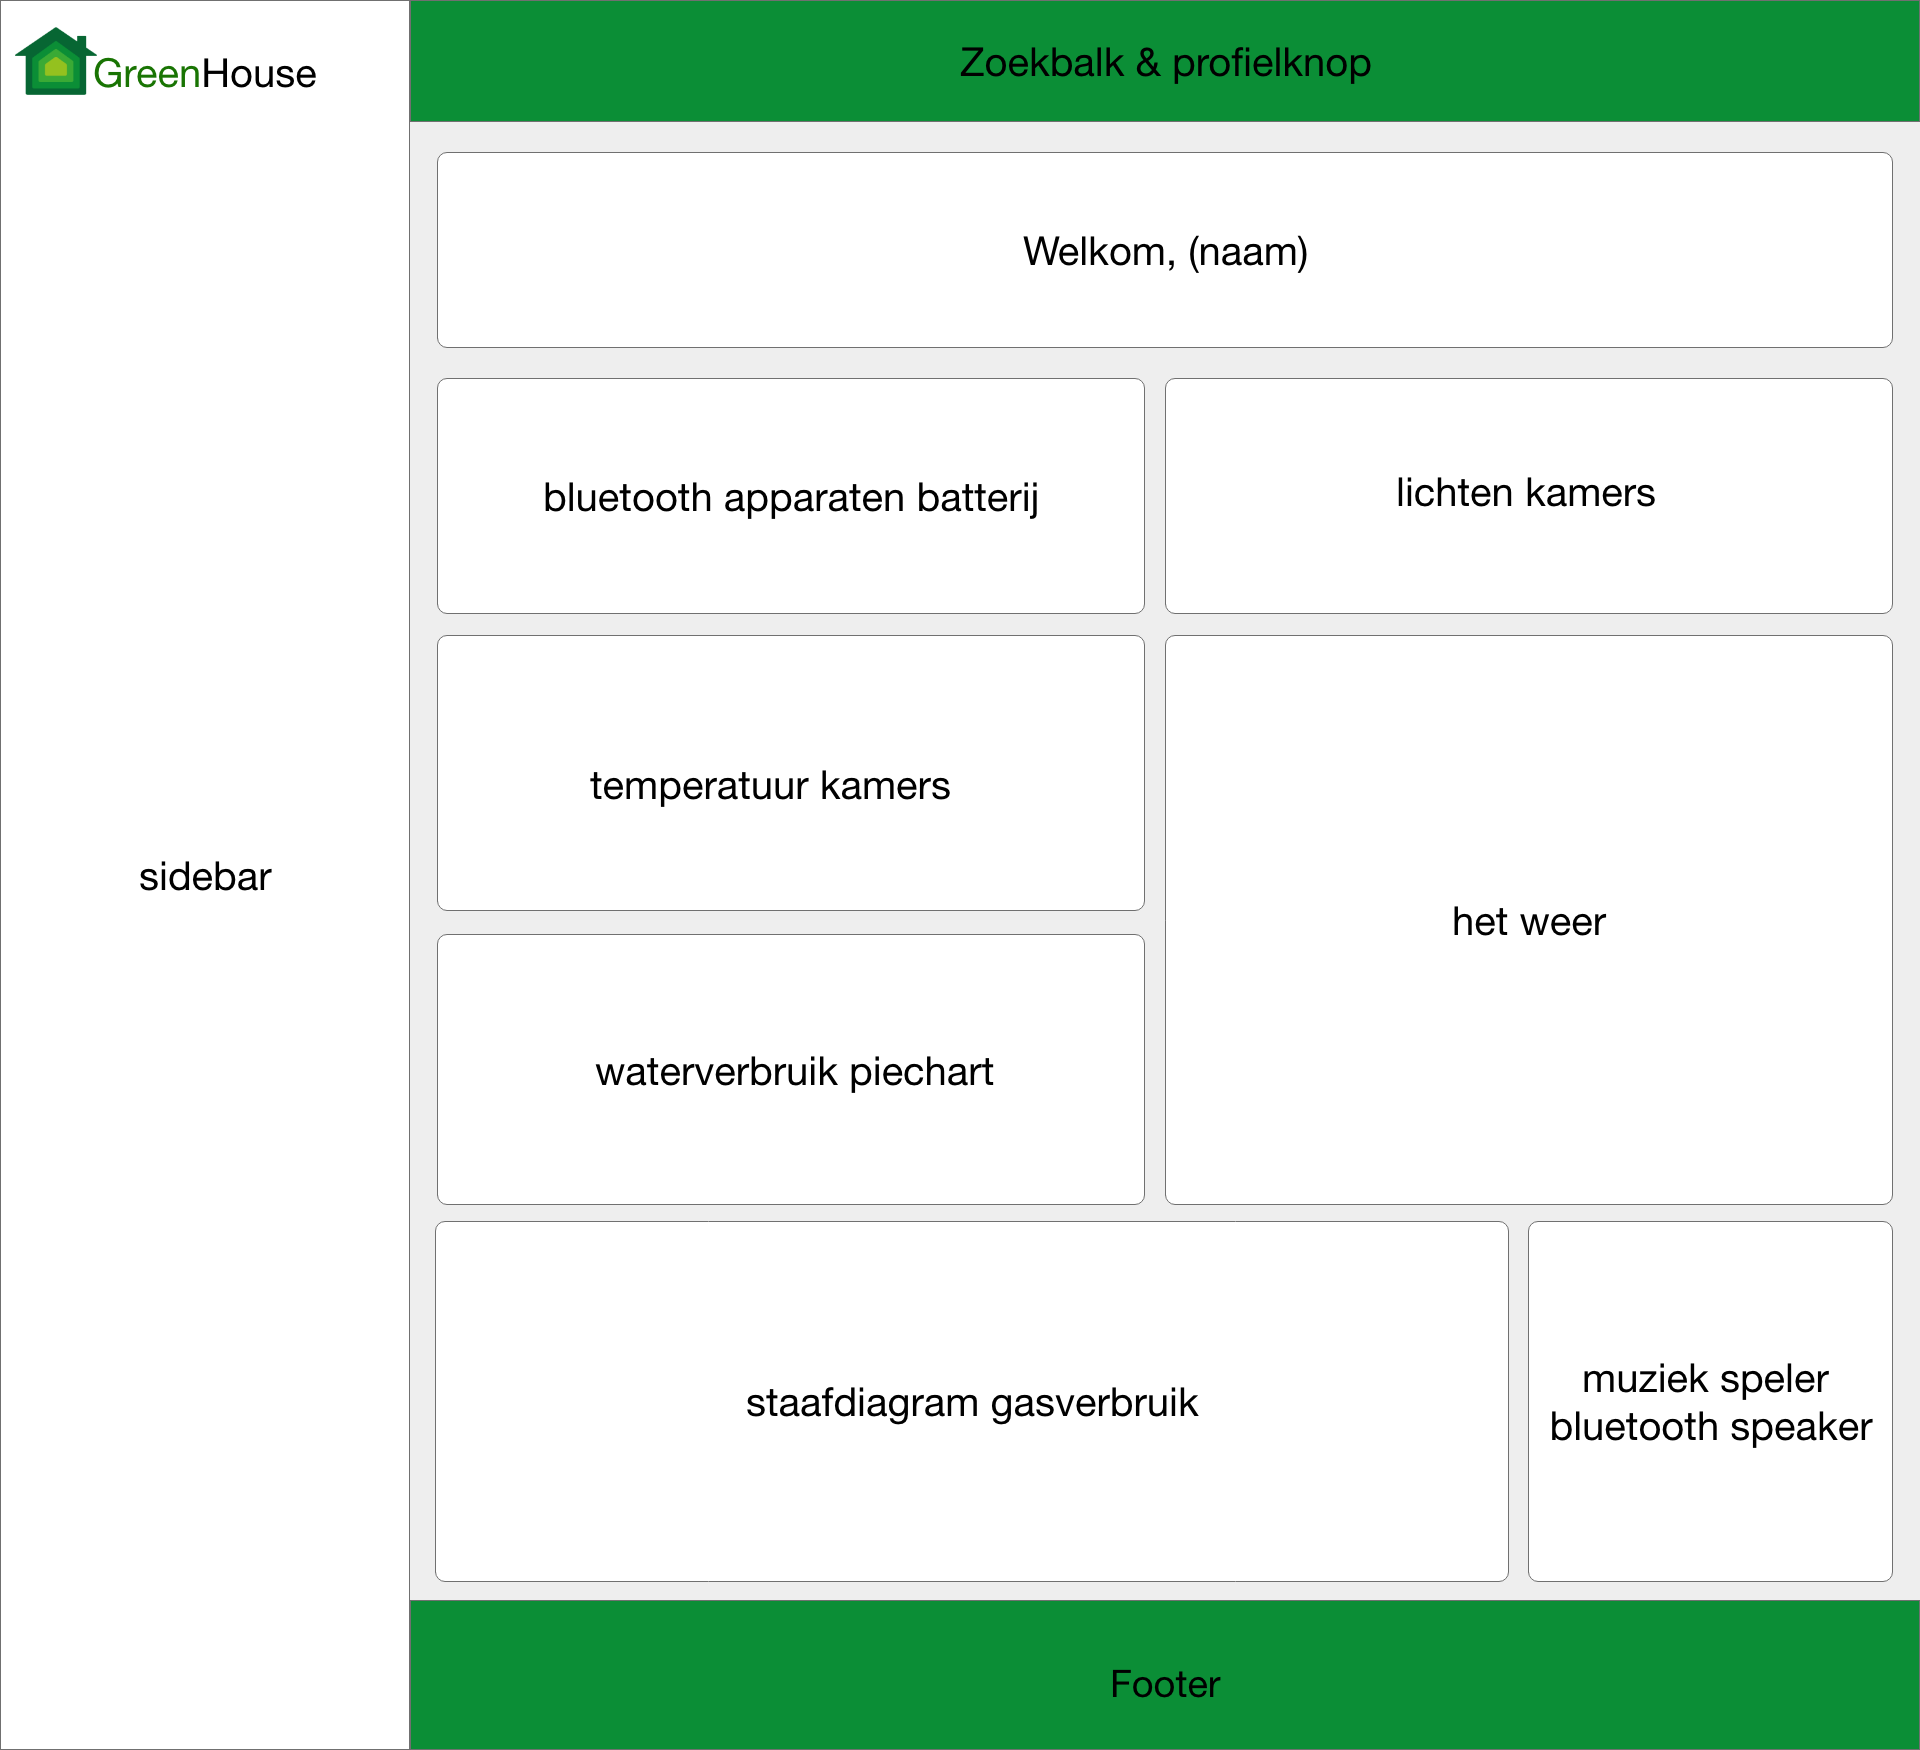 GreenHouse
Zoekbalk & profielknop
Welkom, (naam)
bluetooth apparaten batterij
lichten kamers
temperatuur kamers
sidebar
het weer
waterverbruik piechart
staafdiagram gasverbruik
muziek speler
bluetooth speaker
Footer